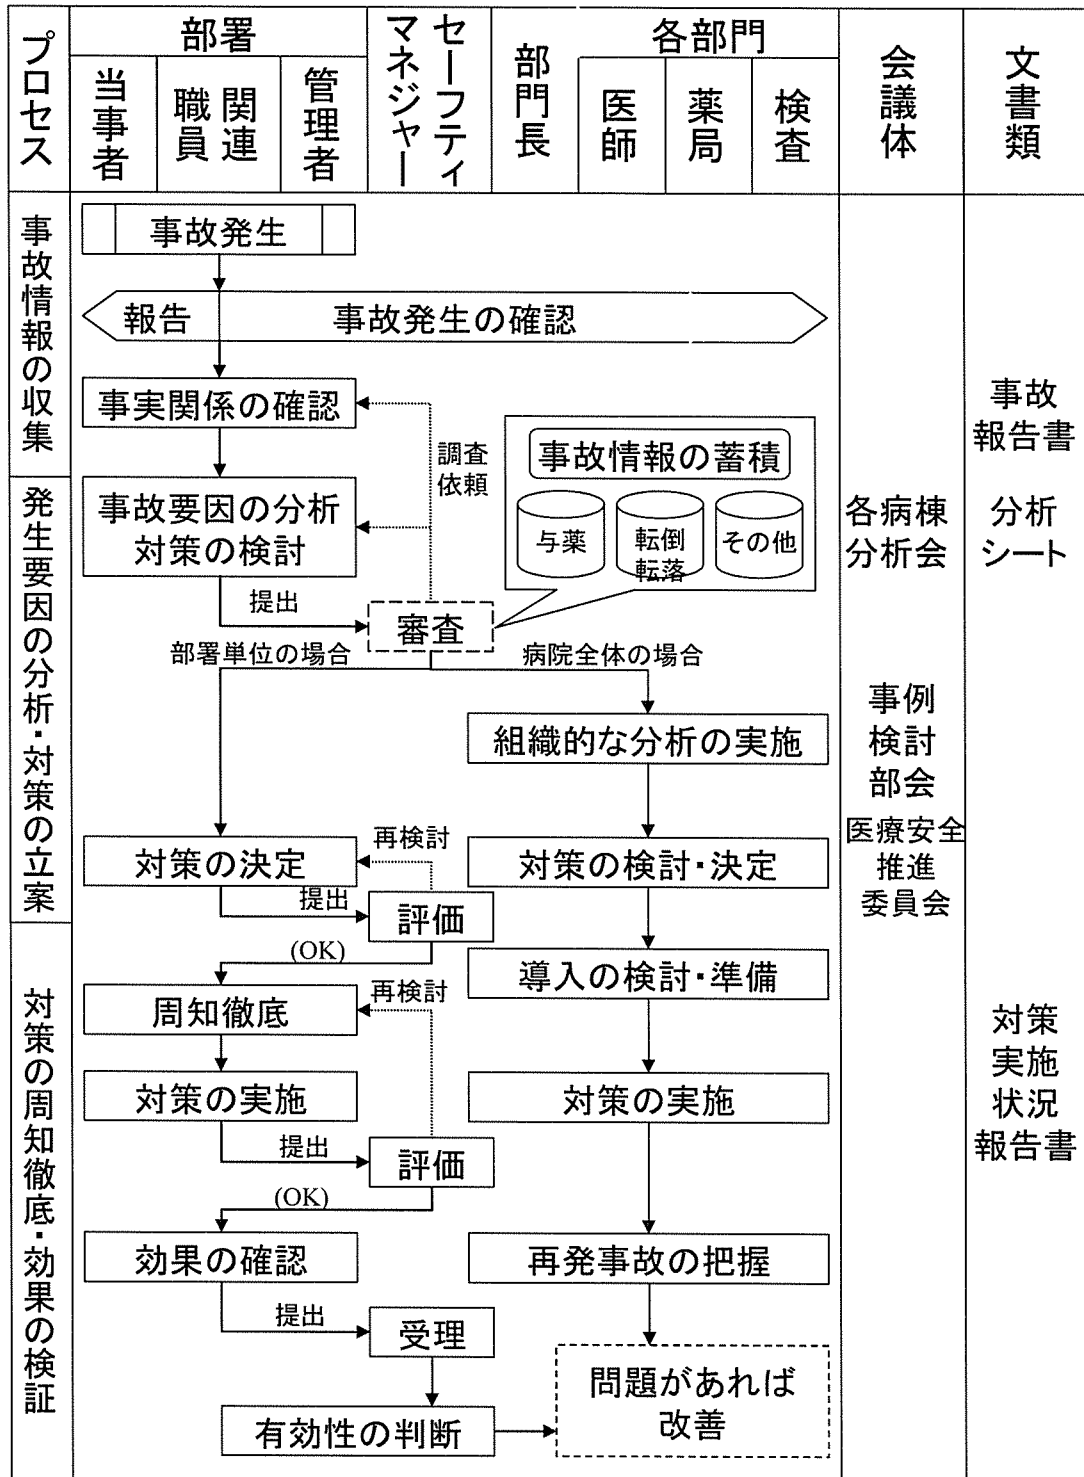 プロセス
部署
当事者
関連
職員
管理者
セーフティ
マネジャー
部門長
各部門
医師
薬局
検査
会議体
文書類
事故情報の収集
事故発生
報告
事故発生の確認
事実関係の確認
調査
依頼
事故情報の蓄積
与薬
転倒
転落
その他
事故
報告書
発生要因の分析・対策の立案
事故要因の分析
対策の検討
提出
審査
各病棟
分析会
分析
シート
部署単位の場合
病院全体の場合
組織的な分析の実施
事例
検討
部会
医療安全
推進
委員会
対策の決定
再検討
提出
評価
(OK)
対策の検討・決定
導入の検討・準備
対策の周知徹底・効果の検証
周知徹底
再検討
対策の実施
提出
評価
(OK)
対策の実施
対策
実施
状況
報告書
効果の確認
再発事故の把握
提出
受理
有効性の判断
問題があれば
改善